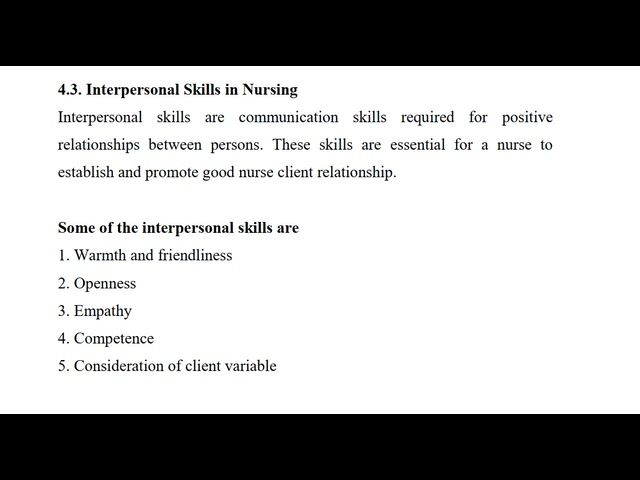 4.3. Interpersonal Skills in Nursing
Interpersonal skills are communication skills required for positive
relationships between persons. These skills are essential for a nurse to
establish and promote good nurse client relationship.
Some of the interpersonal skills are
1. Warmth and friendliness
2. Openness
3. Empathy
4. Competence
5. Consideration of client variable